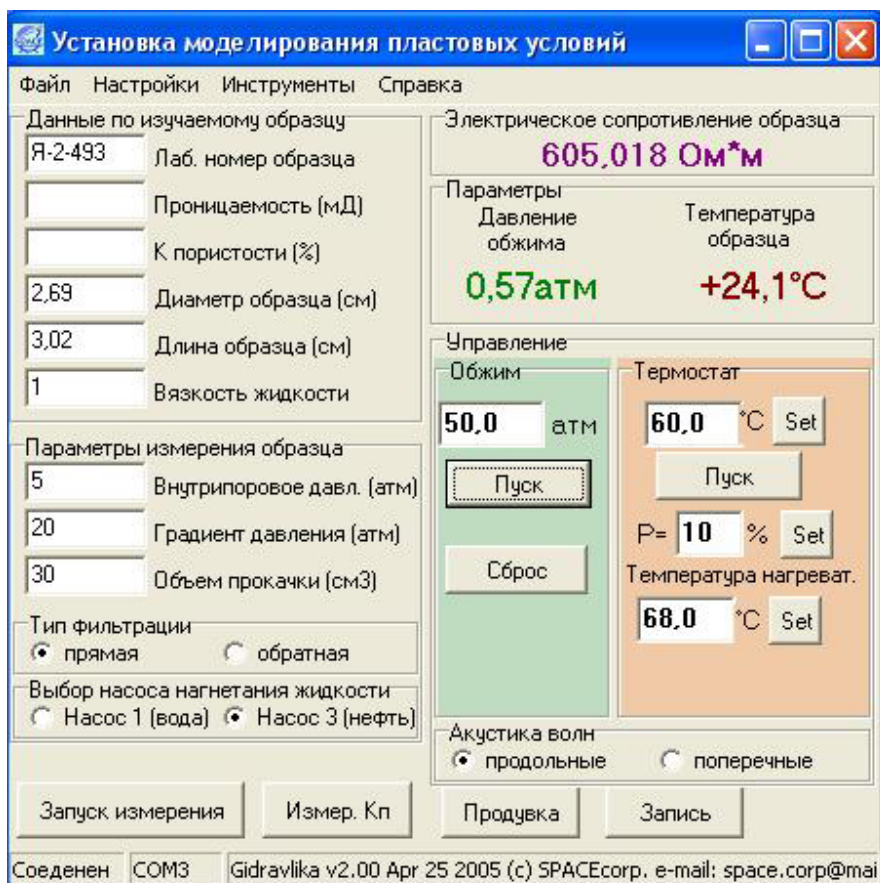 Установка моделирования пластовых условий
Файл Настройки Инструменты Справка
Данные по изучаемому образцу
Я-2-493 Лаб. номер образца
Проницаемость (мД)
К пористости (%)
2,69 Диаметр образца (см)
3,02 Длина образца (см)
1 Вязкость жидкости
Параметры измерения образца
5 Внутрипоровое давл. (атм)
20 Градиент давления (атм)
30 Объем прокачки (см3)
Тип фильтрации
прямая обратная
Выбор насоса нагнетания жидкости
Насос 1 (вода) Насос 3 (нефть)
Запуск измерения Измер. Кп
Электрическое сопротивление образца
605,018 Ом*м
Параметры
Давление обжима
0,57атм
Температура образца
+24,1°C
Управление
Обжим
50,0 атм
Пуск
Сброс
Термостат
60,0 °C Set
Пуск
P= 10 % Set
Температура нагреват.
68,0 °C Set
Акустика волн
продольные поперечные
Продувка Запись
Соеденен COM3 Gidravlika v2.00 Apr 25 2005 (c) SPACEcorp. e-mail: space.corp@mai